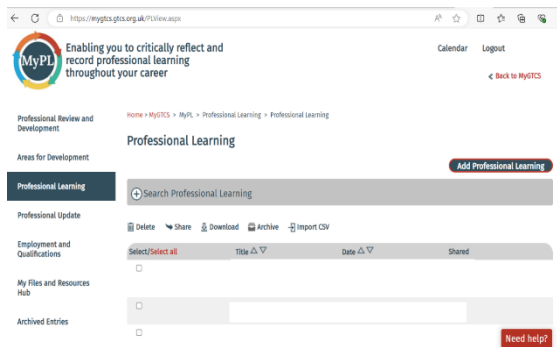 https://mygtcs.gtcs.org.uk/PLView.aspx
MyPL
Enabling you to critically reflect and
record professional learning
throughout your career
Calendar Logout
Back to MyGTCS
Professional Review and
Development
Areas for Development
Professional Learning
Professional Update
Employment and
Qualifications
My Files and Resources
Hub
Archived Entries
Home > MyGTCS > MyPL > Professional Learning > Professional Learning
Professional Learning
Add Professional Learning
Search Professional Learning
Delete Share Download Archive Import CSV
Select/Select all Title Date Shared
Need help?